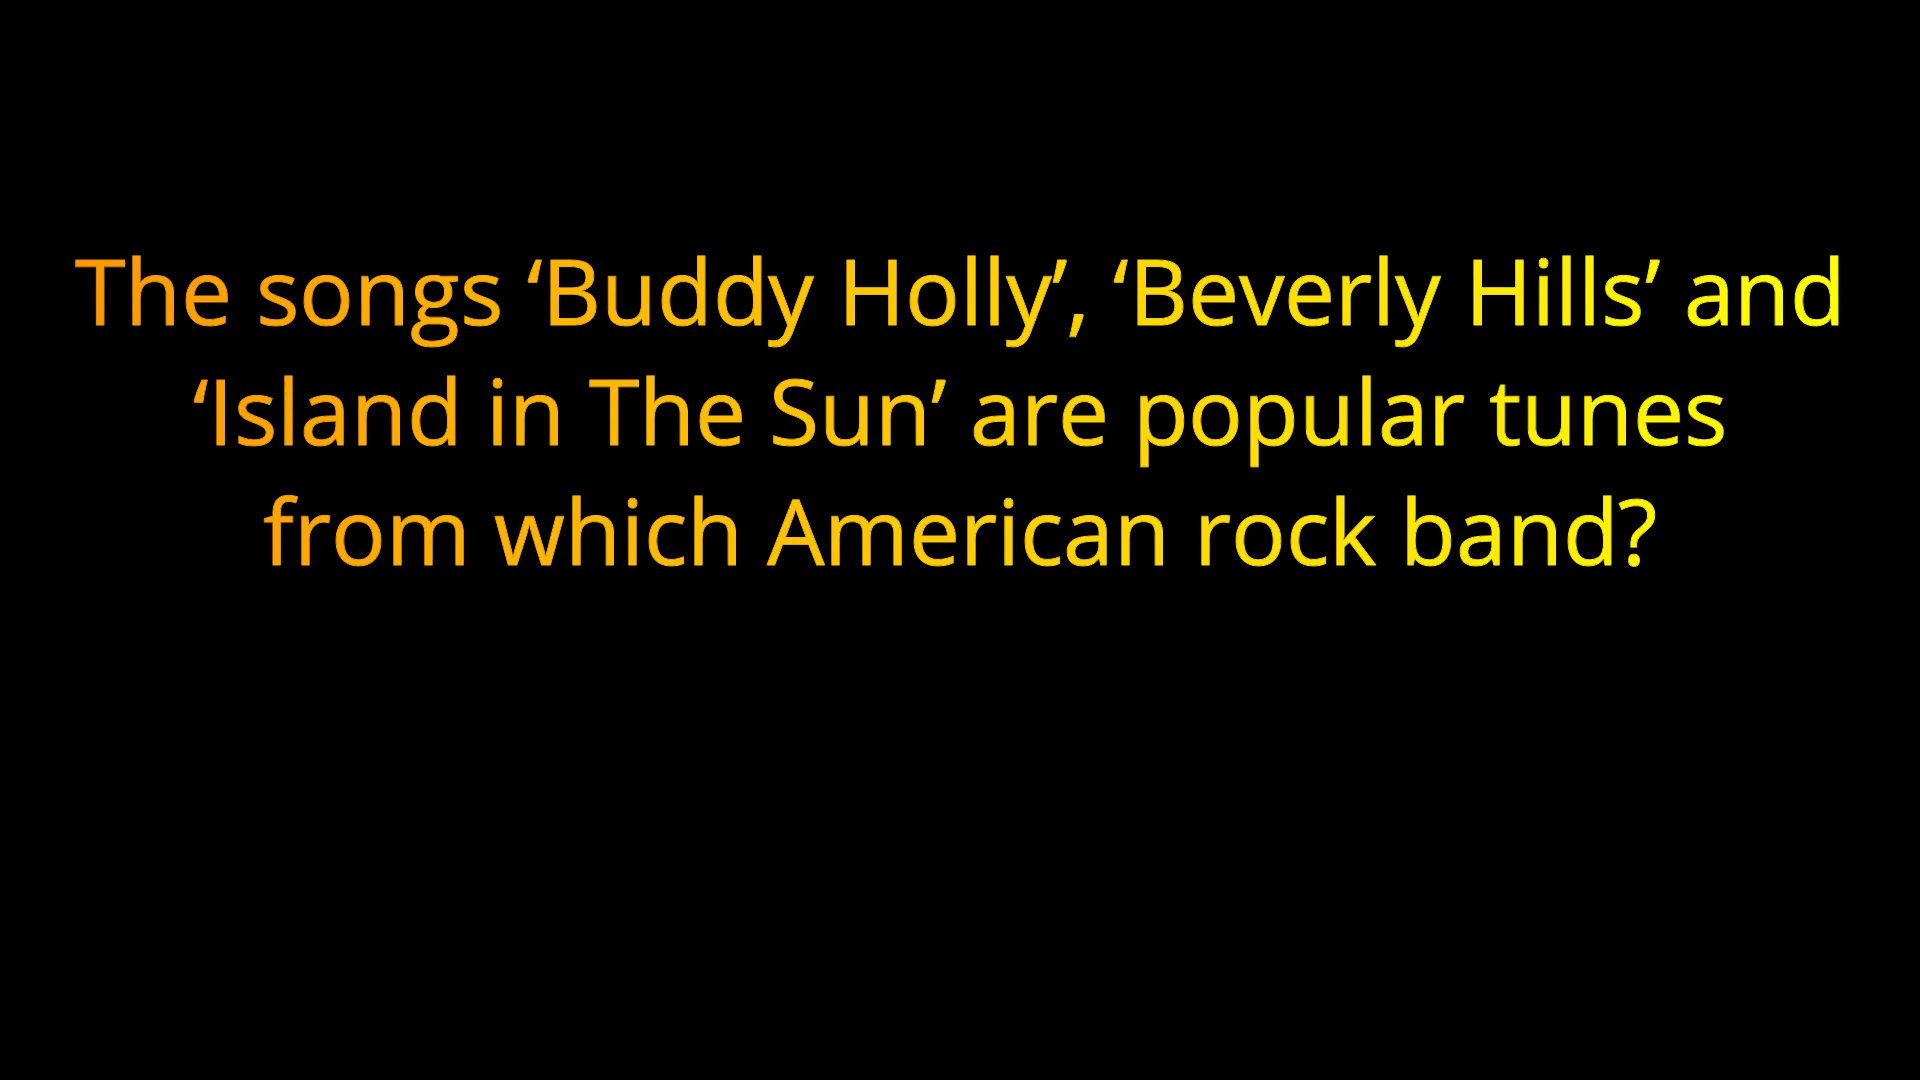 The songs ‘Buddy Holly’, ‘Beverly Hills’ and
‘Island in The Sun’ are popular tunes
from which American rock band?